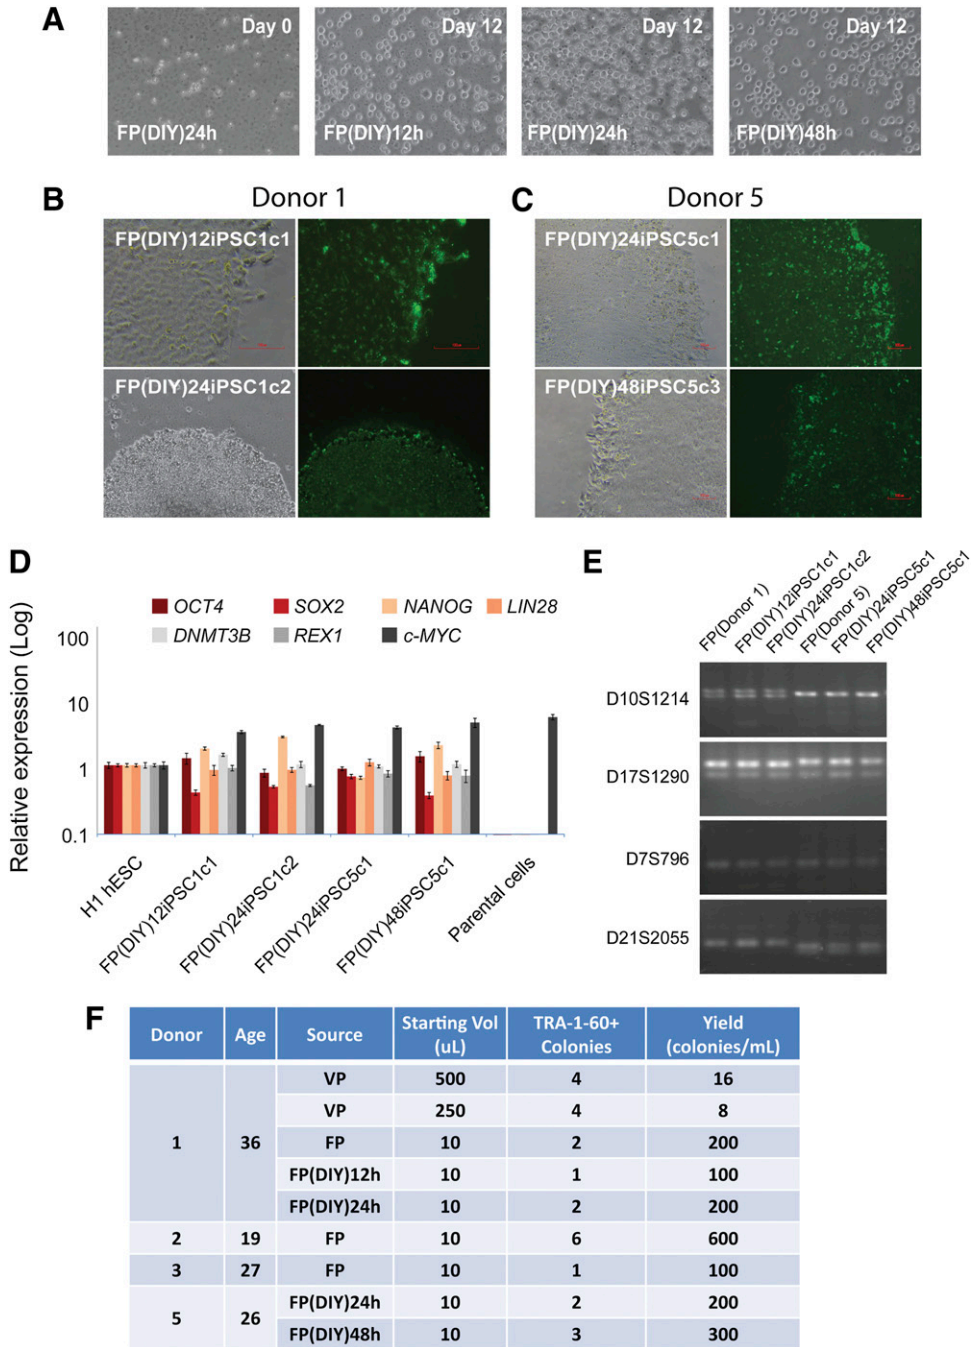 A
Day 0
FP(DIY)24h
Day 12
FP(DIY)12h
Day 12
FP(DIY)24h
Day 12
FP(DIY)48h
B
Donor 1
FP(DIY)12iPSC1c1
FP(DIY)24iPSC1c2
C
Donor 5
FP(DIY)24iPSC5c1
FP(DIY)48iPSC5c3
D
OCT4 SOX2 NANOG LIN28
DNMT3B REX1 c-MYC
Relative expression (Log)
100
10
1
0.1
H1 hESC
FP(DIY)12iPSC1c1
FP(DIY)24iPSC1c2
FP(DIY)24iPSC5c1
FP(DIY)48iPSC5c1
Parental cells
E
FP(Donor 1)
FP(DIY)12iPSC1c1
FP(DIY)24iPSC1c2
FP(Donor 5)
FP(DIY)24iPSC5c1
FP(DIY)48iPSC5c1
D10S1214
D17S1290
D7S796
D21S2055
F
Donor Age Source Starting Vol (uL) TRA-1-60+ Colonies Yield (colonies/mL)
1 36 VP 500 4 16
VP 250 4 8
FP 10 2 200
FP(DIY)12h 10 1 100
FP(DIY)24h 10 2 200
2 19 FP 10 6 600
3 27 FP 10 1 100
5 26 FP(DIY)24h 10 2 200
FP(DIY)48h 10 3 300